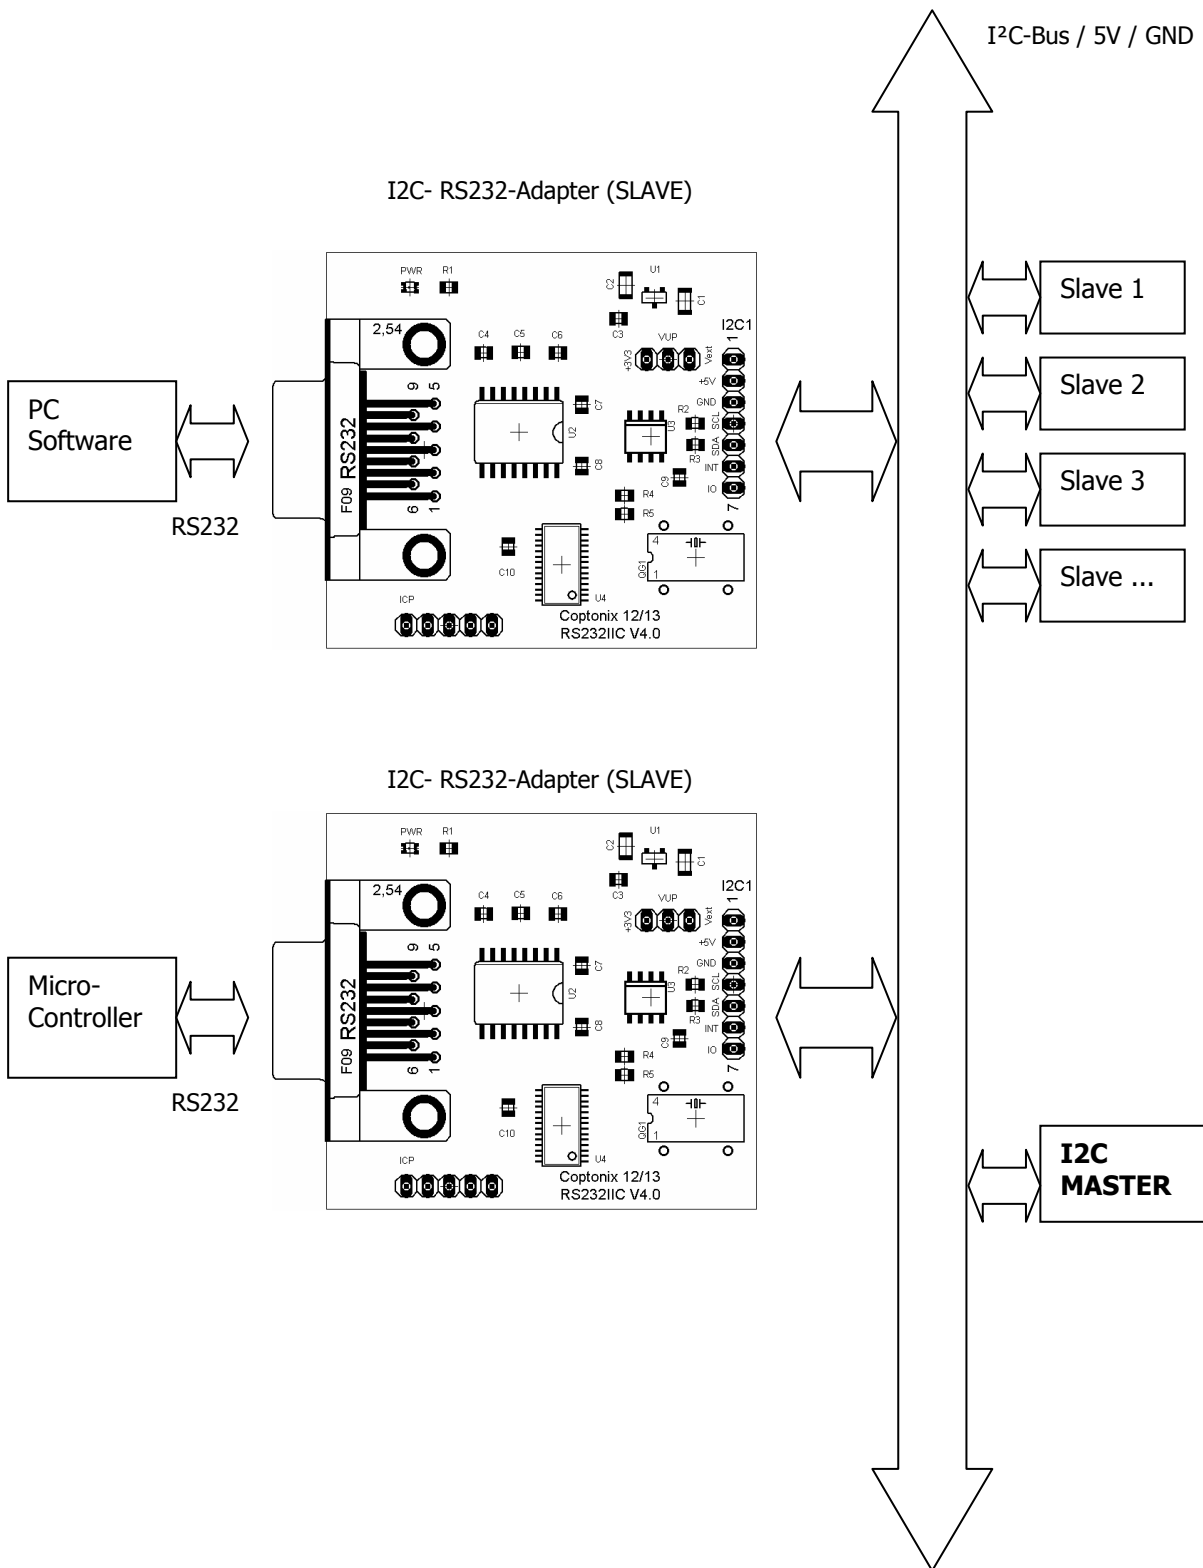 I²C-Bus / 5V / GND
I2C- RS232-Adapter (SLAVE)
PWR
R1
C2
U1
C1
C3
2,54
C4
C5
C6
VUP
+3V3
Vext
I2C1
1
+5V
GND
SCL
SDA
INT
IO
7
9
5
6
1
F09
RS232
U2
C7
C8
U3
R2
R3
C9
R4
R5
C10
U4
QG1
4
1
ICP
Coptonix 12/13
RS232IIC V4.0
PC
Software
RS232
Slave 1
Slave 2
Slave 3
Slave ...
I2C- RS232-Adapter (SLAVE)
PWR
R1
C2
U1
C1
C3
2,54
C4
C5
C6
VUP
+3V3
Vext
I2C1
1
+5V
GND
SCL
SDA
INT
IO
7
9
5
6
1
F09
RS232
U2
C7
C8
U3
R2
R3
C9
R4
R5
C10
U4
QG1
4
1
ICP
Coptonix 12/13
RS232IIC V4.0
Micro-
Controller
RS232
I2C
MASTER